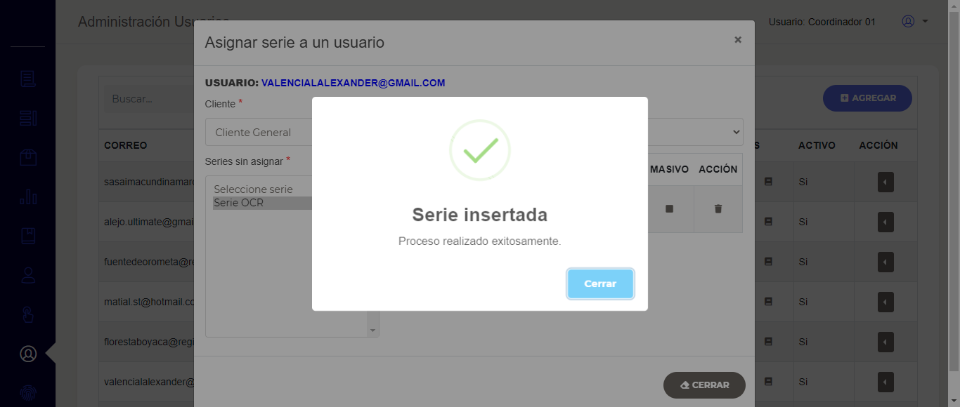 Administración Usuarios
Usuario: Coordinador 01
Asignar serie a un usuario
×
USUARIO: VALENCIALALEXANDER@GMAIL.COM
Cliente *
Cliente General
Series sin asignar *
Seleccione serie
Serie OCR
MASIVO ACCIÓN
Serie insertada
Proceso realizado exitosamente.
Cerrar
CERRAR
Buscar...
AGREGAR
CORREO
ACTIVO ACCIÓN
sasaimacundinamar
Si
alejo.ultimate@gmai
Si
fuentedeorometa@re
Si
matial.st@hotmail.co
Si
florestaboyaca@regi
Si
valencialalexander@
Si